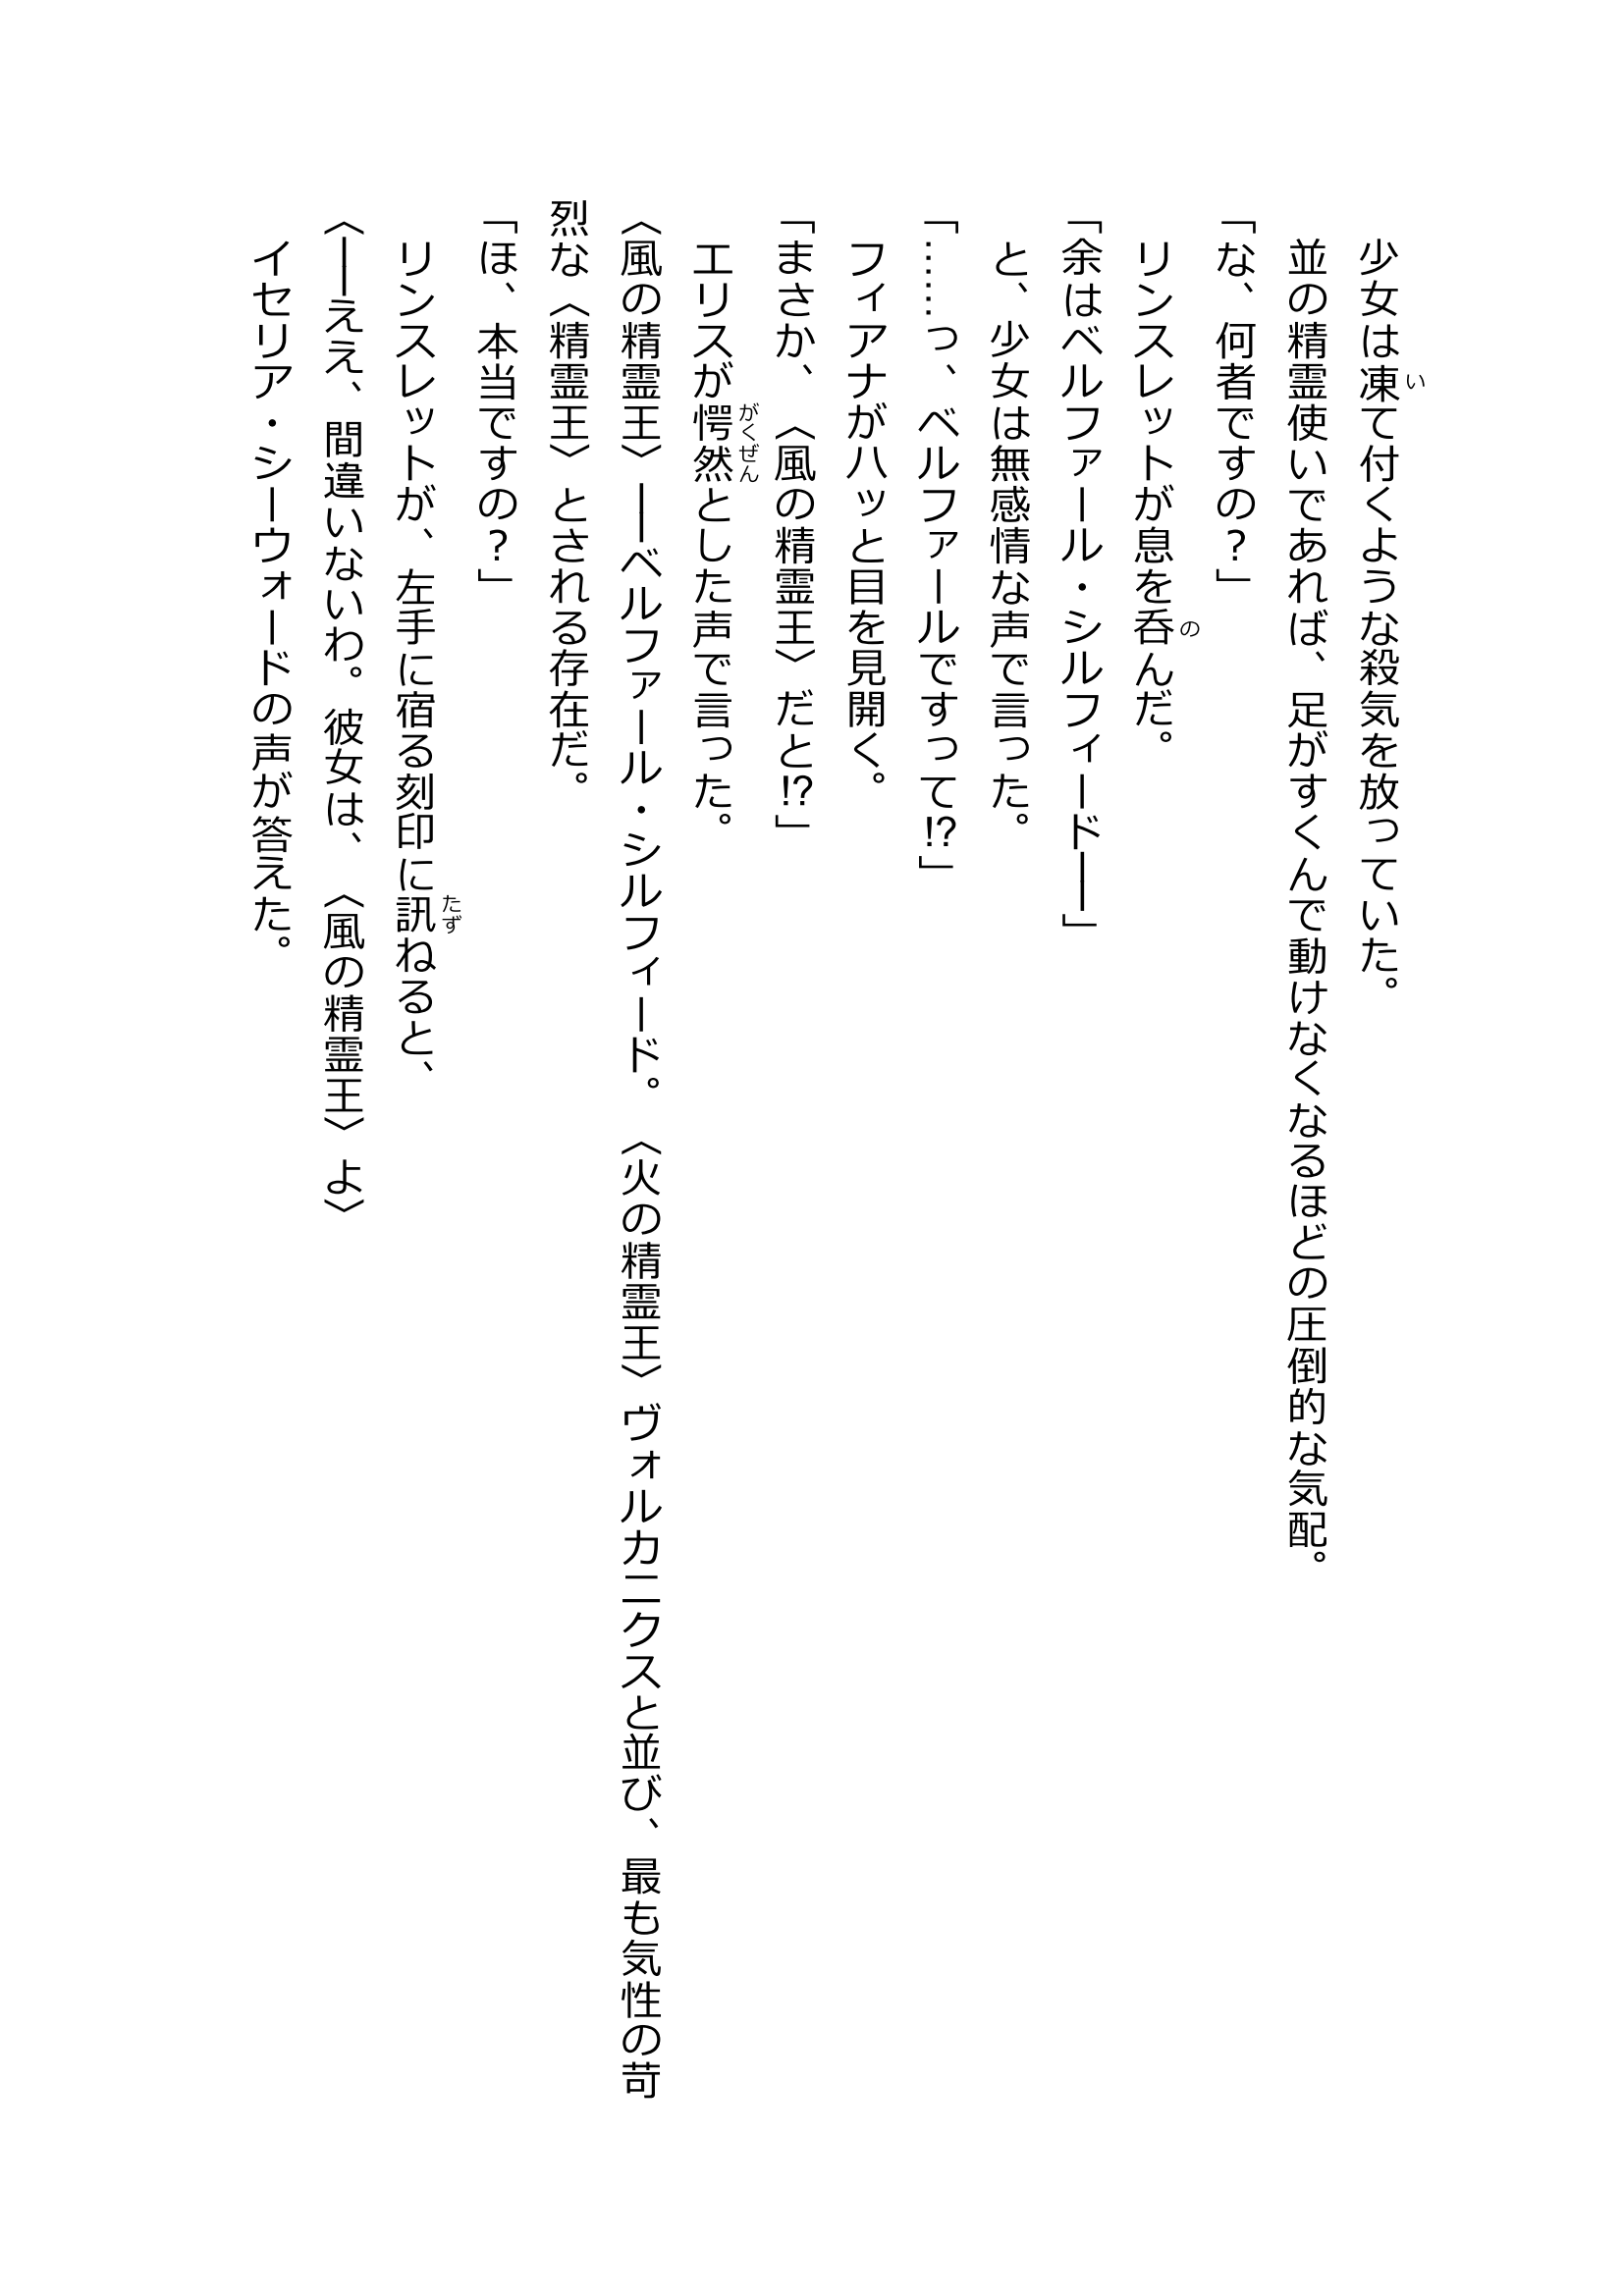 少女は凍て付くような殺気を放っていた。
　並の精霊使いであれば、足がすくんで動けなくなるほどの圧倒的な気配。
「な、何者ですの？」
　リンスレットが息を呑んだ。
「余はベルファール・シルフィード――」
　と、少女は無感情な声で言った。
「……っ、ベルファールですって!?」
　フィアナがハッと目を見開く。
「まさか、〈風の精霊王〉だと!?」
　エリスが愕然とした声で言った。
〈風の精霊王〉――ベルファール・シルフィード。〈火の精霊王〉ヴォルカニクスと並び、最も気性の苛
烈な〈精霊王〉とされる存在だ。
「ほ、本当ですの？」
　リンスレットが、左手に宿る刻印に訊ねると、
〈――ええ、間違いないわ。彼女は、〈風の精霊王〉よ〉
　イセリア・シーウォードの声が答えた。